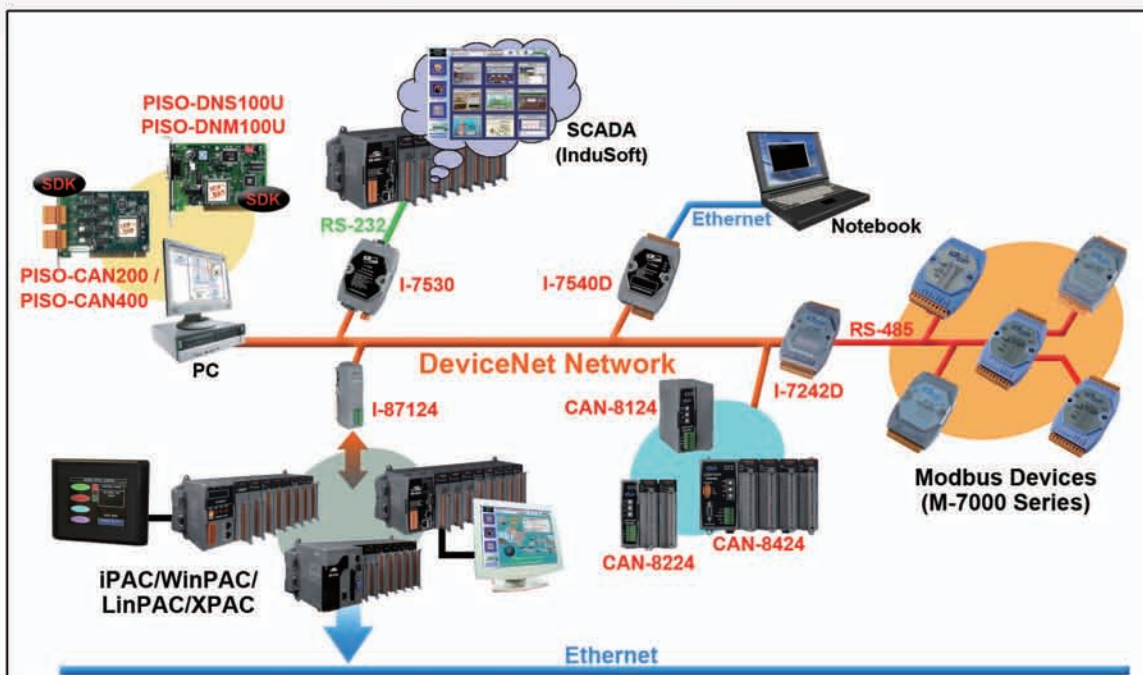 PISO-DNS100U
PISO-DNM100U
SDK
SDK
PISO-CAN200 /
PISO-CAN400
PC
SCADA
(InduSoft)
RS-232
I-7530
Ethernet
Notebook
I-7540D
RS-485
I-7242D
DeviceNet Network
I-87124
CAN-8124
CAN-8224
CAN-8424
Modbus Devices
(M-7000 Series)
iPAC/WinPAC/
LinPAC/XPAC
Ethernet